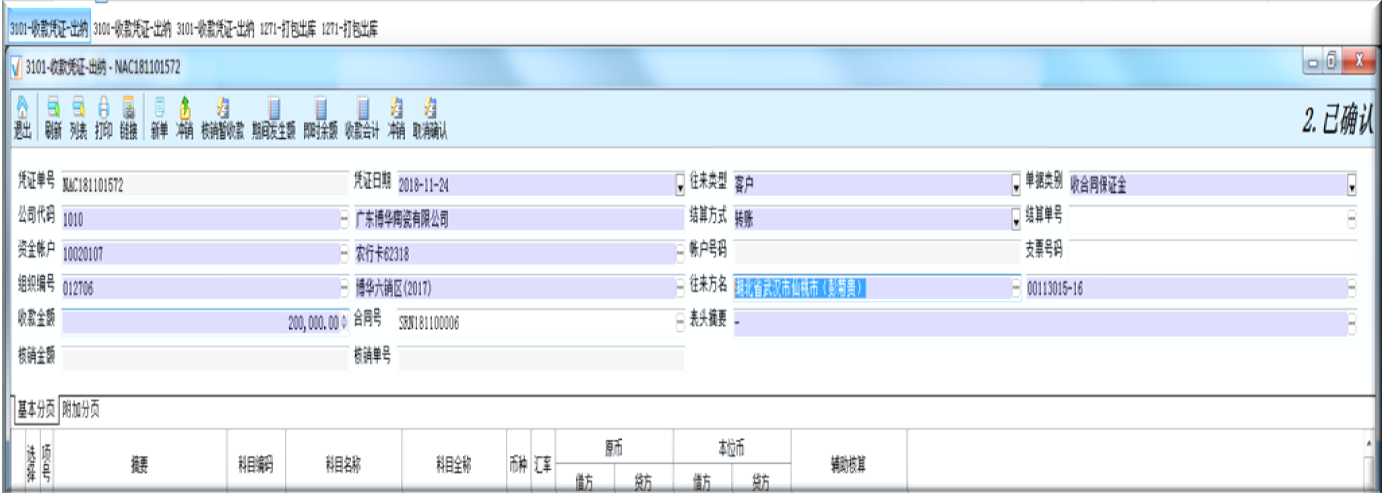 3101-收款凭证-出纳 3101-收款凭证-出纳 3101-收款凭证-出纳 1271-打包出库 1271-打包出库
3101-收款凭证-出纳 - NAC181101572
退出 刷新 列表 打印 链接 新单 冲销 核销暂收款 期间发生额 即时余额 收款会计 冲销 取消确认 2.已确认
凭证单号 NAC181101572 凭证日期 2018-11-24 往来类型 客户 单据类别 收合同保证金
公司代码 1010 广东博华陶瓷有限公司 结算方式 转账 结算单号
资金帐户 10020107 农行卡62318 帐户号码 支票号码
组织编号 012706 博华六销区(2017) 往来方名 湖北省武汉市仙桃市(彭 贵) 00113015-16
收款金额 200,000.00 合同号 SRN181100006 表头摘要 -
核销金额 核销单号
基本分页 附加分页
选择 项号 摘要 科目编码 科目名称 科目全称 币种 汇率 原币 本位币 辅助核算
借方 贷方 借方 贷方